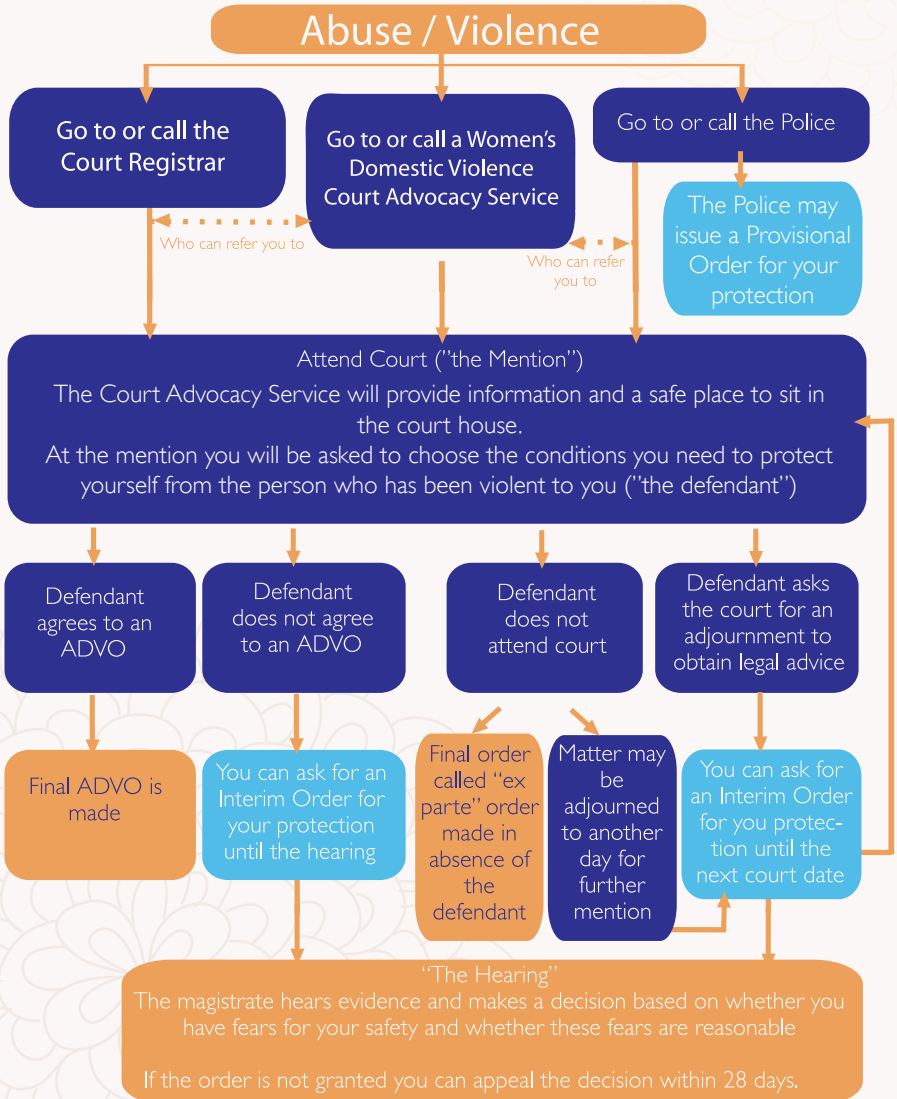 Abuse / Violence
Go to or call the
Court Registrar
Go to or call a Women's
Domestic Violence
Court Advocacy Service
Go to or call the Police
The Police may
issue a Provisional
Order for your
protection
Who can refer you to
Who can refer
you to
Attend Court ("the Mention")
The Court Advocacy Service will provide information and a safe place to sit in
the court house.
At the mention you will be asked to choose the conditions you need to protect
yourself from the person who has been violent to you ("the defendant")
Defendant
agrees to an
ADVO
Defendant
does not agree
to an ADVO
Defendant
does not
attend court
Defendant asks
the court for an
adjournment to
obtain legal advice
Final ADVO is
made
You can ask for an
Interim Order for
your protection
until the hearing
Final order
called "ex
parte" order
made in
absence of
the
defendant
Matter may
be
adjourned
to another
day for
further
mention
You can ask for
an Interim Order
for you protec-
tion until the
next court date
"The Hearing"
The magistrate hears evidence and makes a decision based on whether you
have fears for your safety and whether these fears are reasonable
If the order is not granted you can appeal the decision within 28 days.